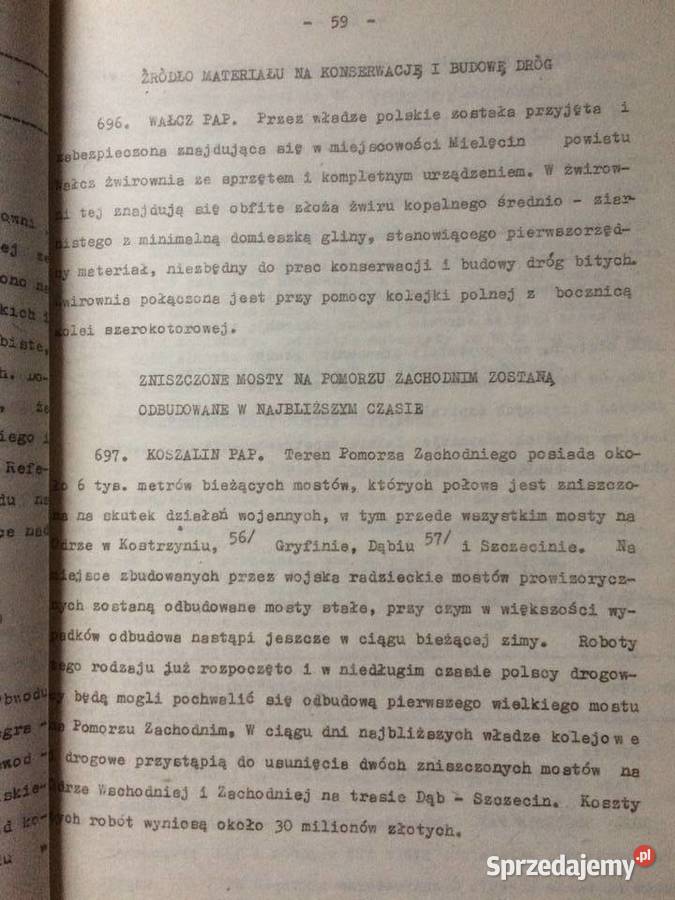 - 59 -
ŹRÓDŁO MATERIAŁU NA KONSERWACJĘ I BUDOWĘ DRÓG
696. WAŁCZ PAP. Przez władze polskie została przyjęta i
zabezpieczona znajdująca się w miejscowości Mielęcin powiatu
Wałcz żwirownia ze sprzętem i kompletnym urządzeniem. W żwirow-
ni tej znajdują się obfite złoża żwiru kopalnego średnio - ziar-
nistego z minimalną domieszką gliny, stanowiącego pierwszorzęd-
ny materiał, niezbędny do prac konserwacji i budowy dróg bitych.
Żwirownia połączona jest przy pomocy kolejki polnej z bocznicą
kolei szerokotorowej.
ZNISZCZONE MOSTY NA POMORZU ZACHODNIM ZOSTANĄ
ODBUDOWANE W NAJBLIŻSZYM CZASIE
697. KOSZALIN PAP. Teren Pomorza Zachodniego posiada oko-
ło 6 tys. metrów bieżących mostów, których połowa jest zniszczo-
na na skutek działań wojennych, w tym przede wszystkim mosty na
Odrze w Kostrzyniu, 56/ Gryfinie, Dąbiu 57/ i Szczecinie. Na
miejsce zbudowanych przez wojska radzieckie mostów prowizorycz-
nych zostaną odbudowane mosty stałe, przy czym w większości wy-
padków odbudowa nastąpi jeszcze w ciągu bieżącej zimy. Roboty
tego rodzaju już rozpoczęto i w niedługim czasie polscy drogow-
cy będą mogli pochwalić się odbudową pierwszego wielkiego mostu
na Pomorzu Zachodnim. W ciągu dni najbliższych władze kolejowe
i drogowe przystąpią do usunięcia dwóch zniszczonych mostów na
Odrze Wschodniej i Zachodniej na trasie Dąb - Szczecin. Koszty
tych robót wyniosą około 30 milionów złotych.
Sprzedajemy.pl